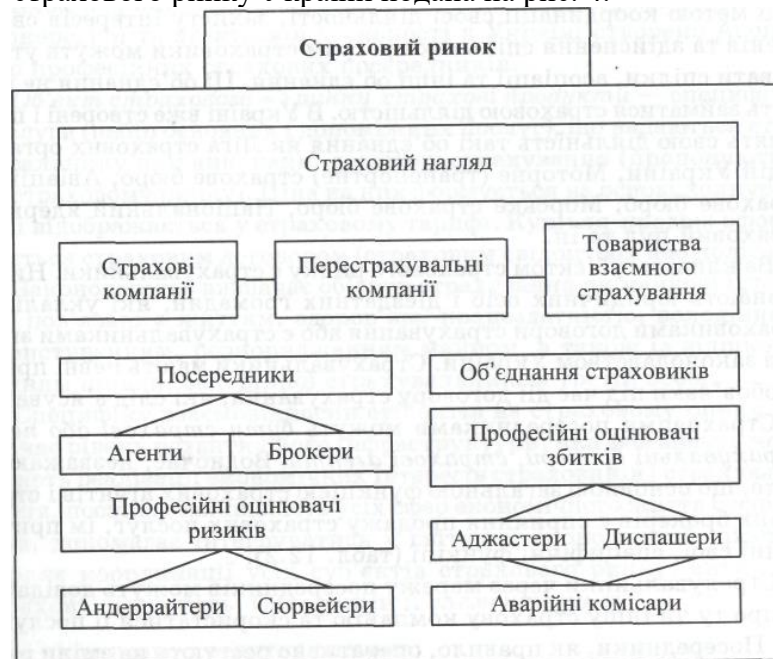 Страховий ринок
Страховий нагляд
Страхові
компанії
Перестрахувальні
компанії
Товариства
взаємного
страхування
Посередники
Об'єднання страховиків
Агенти
Брокери
Професійні оцінювачі
збитків
Професійні оцінювачі
ризиків
Аджастери
Диспашери
Андеррайтери
Сюрвейєри
Аварійні комісари